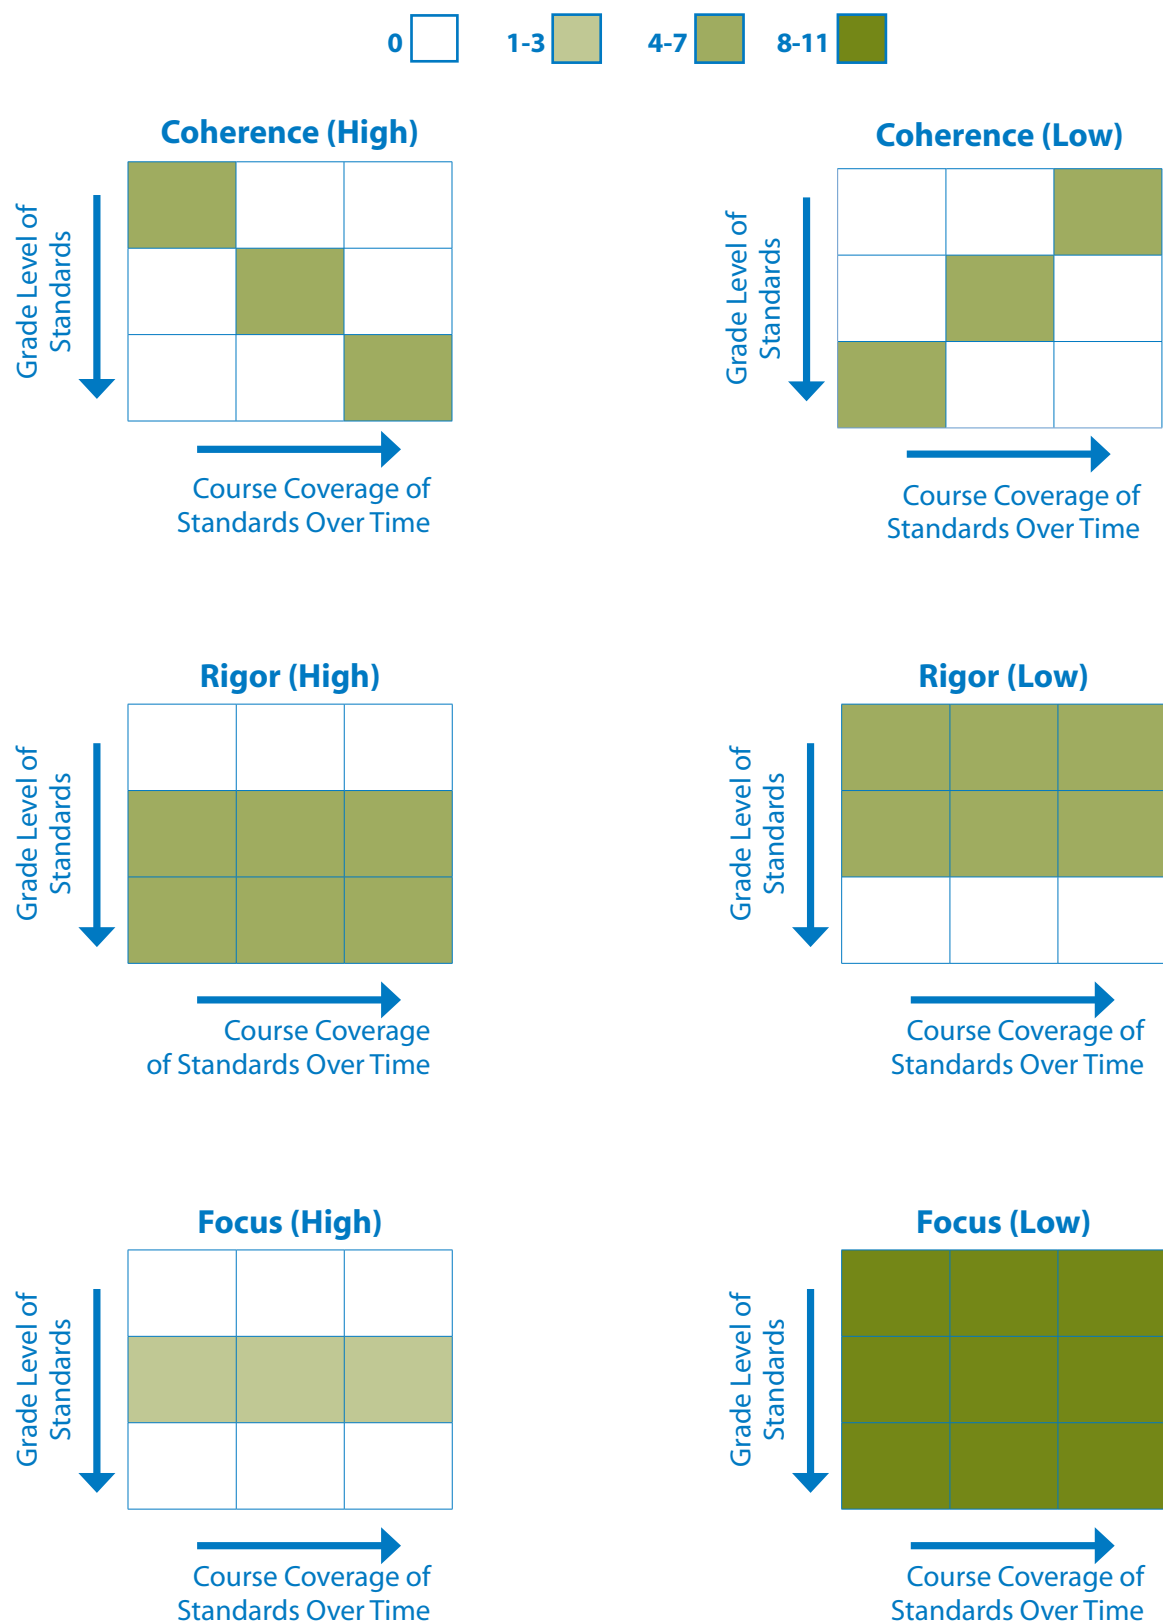 0 1-3 4-7 8-11
Coherence (High)
Grade Level of
Standards
Course Coverage of
Standards Over Time
Coherence (Low)
Grade Level of
Standards
Course Coverage of
Standards Over Time
Rigor (High)
Grade Level of
Standards
Course Coverage
of Standards Over Time
Rigor (Low)
Grade Level of
Standards
Course Coverage of
Standards Over Time
Focus (High)
Grade Level of
Standards
Course Coverage of
Standards Over Time
Focus (Low)
Grade Level of
Standards
Course Coverage of
Standards Over Time